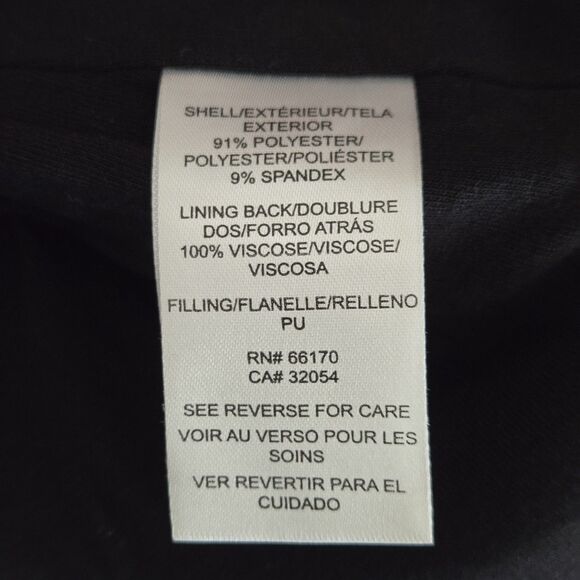 SHELL/EXTÉRIEUR/TELA
EXTERIOR
91% POLYESTER/
POLYESTER/POLIÉSTER
9% SPANDEX
LINING BACK/DOUBLURE
DOS/FORRO ATRÁS
100% VISCOSE/VISCOSE/
VISCOSA
FILLING/FLANELLE/RELLENO
PU
RN# 66170
CA# 32054
SEE REVERSE FOR CARE
VOIR AU VERSO POUR LES
SOINS
VER REVERTIR PARA EL
CUIDADO